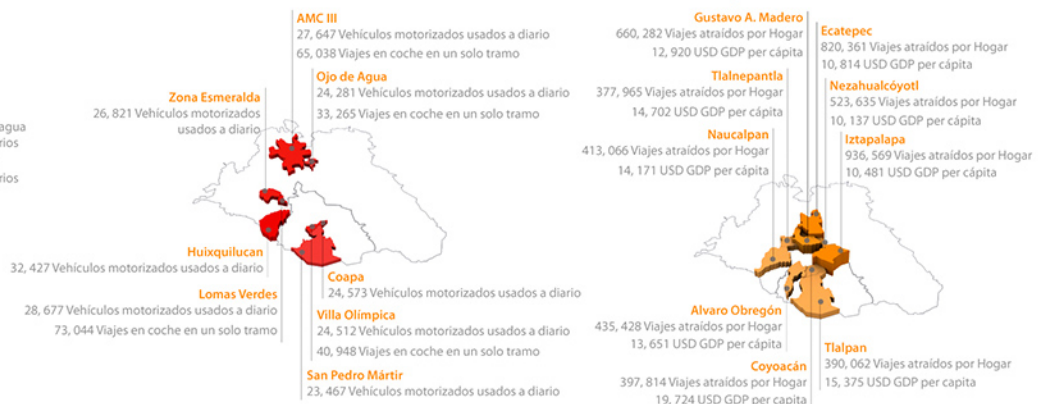 agua
rios
rios
AMC III
27, 647 Vehículos motorizados usados a diario
65, 038 Viajes en coche en un solo tramo
Ojo de Agua
24, 281 Vehículos motorizados usados a diario
33, 265 Viajes en coche en un solo tramo
Zona Esmeralda
26, 821 Vehículos motorizados
usados a diario
Huixquilucan
32, 427 Vehículos motorizados usados a diario
Lomas Verdes
28, 677 Vehículos motorizados usados a diario
73, 044 Viajes en coche en un solo tramo
Coapa
24, 573 Vehículos motorizados usados a diario
Villa Olímpica
24, 512 Vehículos motorizados usados a diario
40, 948 Viajes en coche en un solo tramo
San Pedro Mártir
23, 467 Vehículos motorizados usados a diario
Gustavo A. Madero
660, 282 Viajes atraídos por Hogar
12, 920 USD GDP per cápita
Ecatepec
820, 361 Viajes atraídos por Hogar
10, 814 USD GDP per cápita
Tlalnepantla
377, 965 Viajes atraídos por Hogar
14, 702 USD GDP per cápita
Nezahualcóyotl
523, 635 Viajes atraídos por Hogar
10, 137 USD GDP per cápita
Naucalpan
413, 066 Viajes atraídos por Hogar
14, 171 USD GDP per cápita
Iztapalapa
936, 569 Viajes atraídos por Hogar
10, 481 USD GDP per cápita
Alvaro Obregón
435, 428 Viajes atraídos por Hogar
13, 651 USD GDP per cápita
Coyoacán
397, 814 Viajes atraídos por Hogar
19, 724 USD GDP per capita
Tlalpan
390, 062 Viajes atraídos por Hogar
15, 375 USD GDP per capita